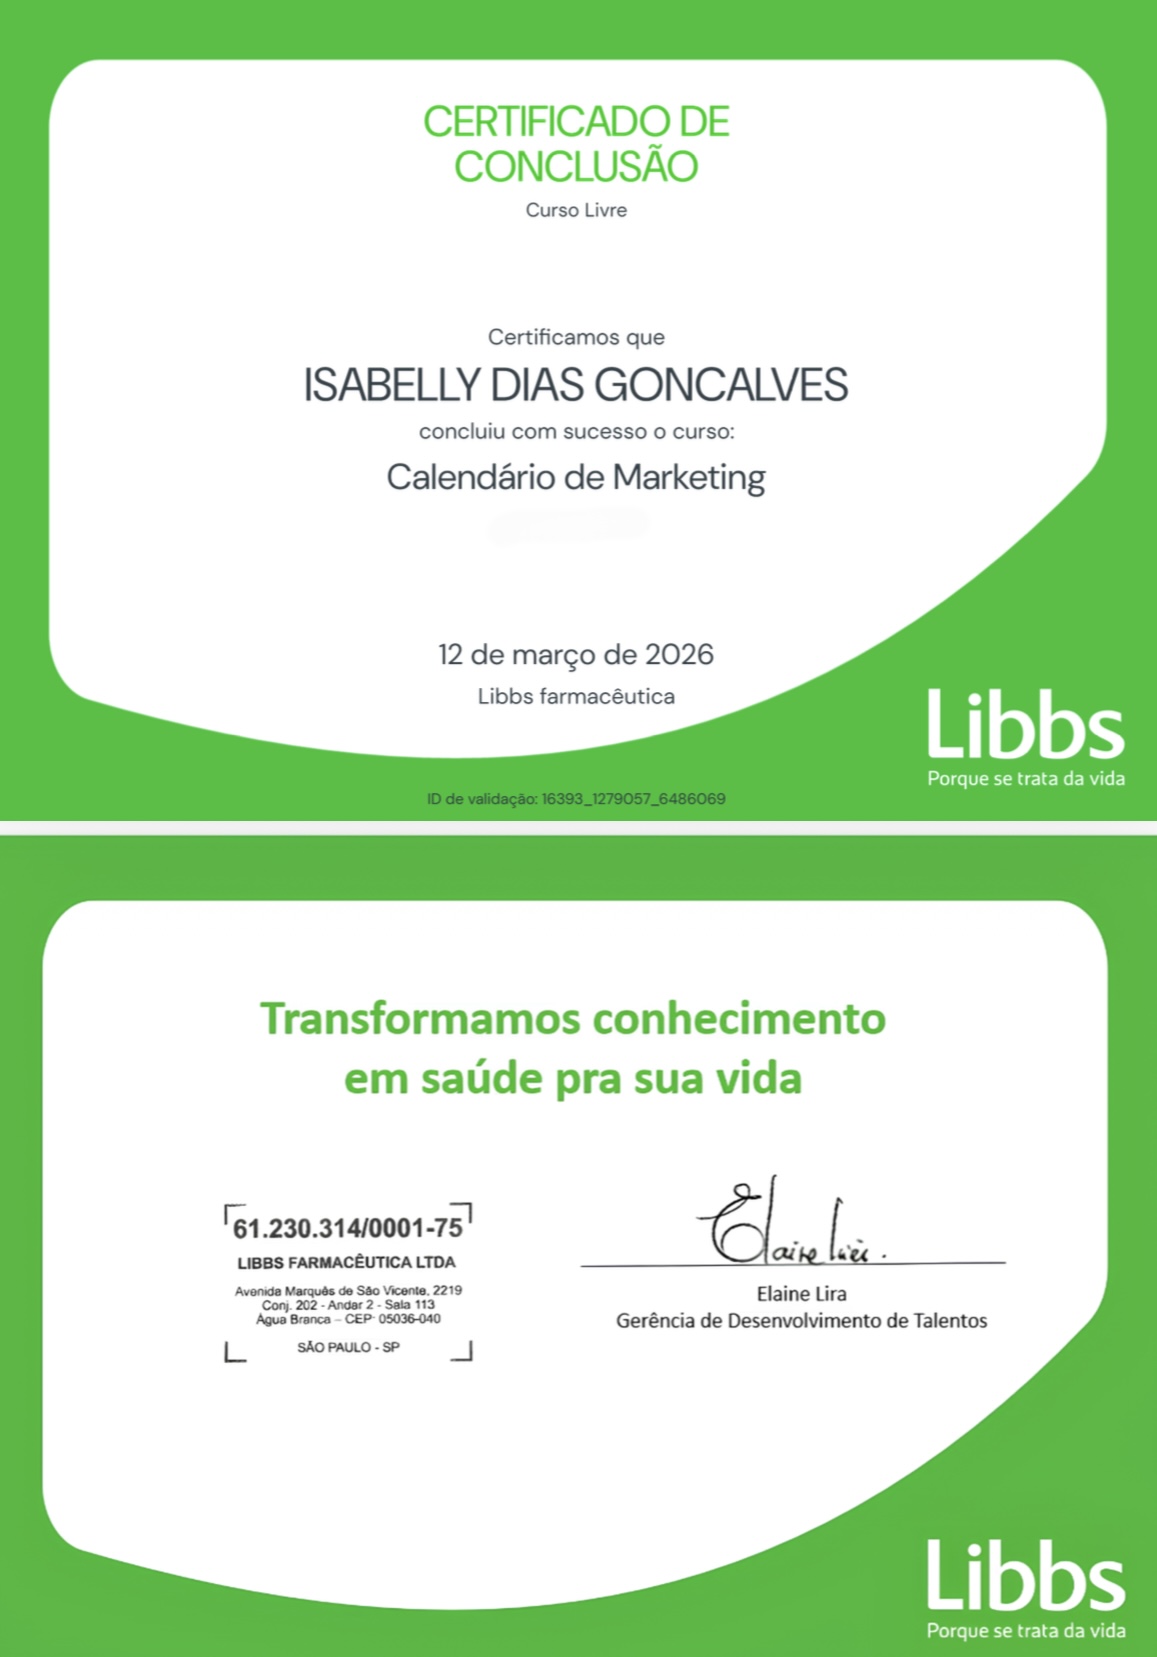 CERTIFICADO DE
CONCLUSÃO
Curso Livre
Certificamos que
ISABELLY DIAS GONCALVES
concluiu com sucesso o curso:
Calendário de Marketing
12 de março de 2026
Libbs farmacêutica
Libbs
Porque se trata da vida
ID de validação: 16393_1279057_6486069
Transformamos conhecimento
em saúde pra sua vida
61.230.314/0001-75
LIBBS FARMACÊUTICA LTDA
Avenida Marquês de São Vicente, 2219
Conj. 202 - Andar 2 - Sala 113
Água Branca – CEP: 05036-040
SÃO PAULO - SP
Elaine Lira.
Elaine Lira
Gerência de Desenvolvimento de Talentos
Libbs
Porque se trata da vida